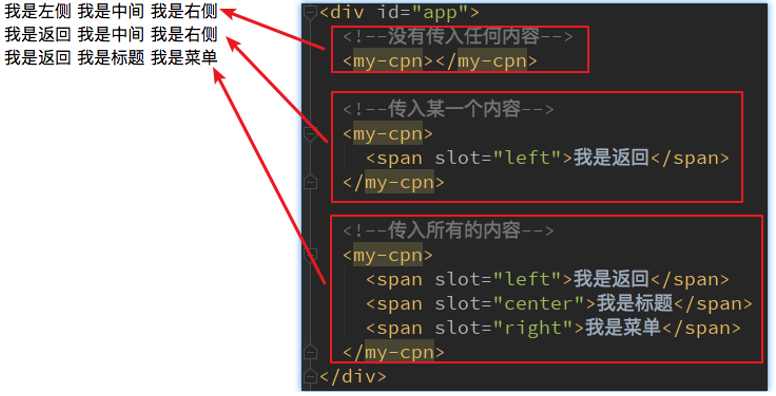 我是左侧 我是中间 我是右侧
我是返回 我是中间 我是右侧
我是返回 我是标题 我是菜单
<div id="app">
<!--没有传入任何内容-->
<my-cpn></my-cpn>
<!--传入某一个内容-->
<my-cpn>
<span slot="left">我是返回</span>
</my-cpn>
<!--传入所有的内容-->
<my-cpn>
<span slot="left">我是返回</span>
<span slot="center">我是标题</span>
<span slot="right">我是菜单</span>
</my-cpn>
</div>